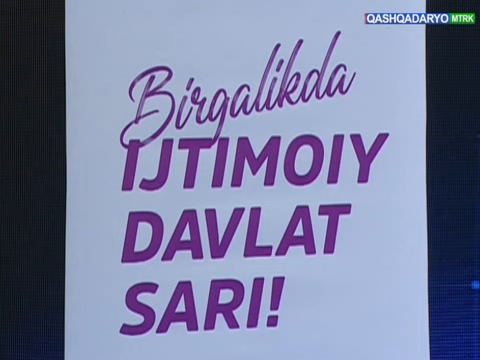 QASHQADARYO MTRK
Birgalikda
IJTIMOIY
DAVLAT
SARI!